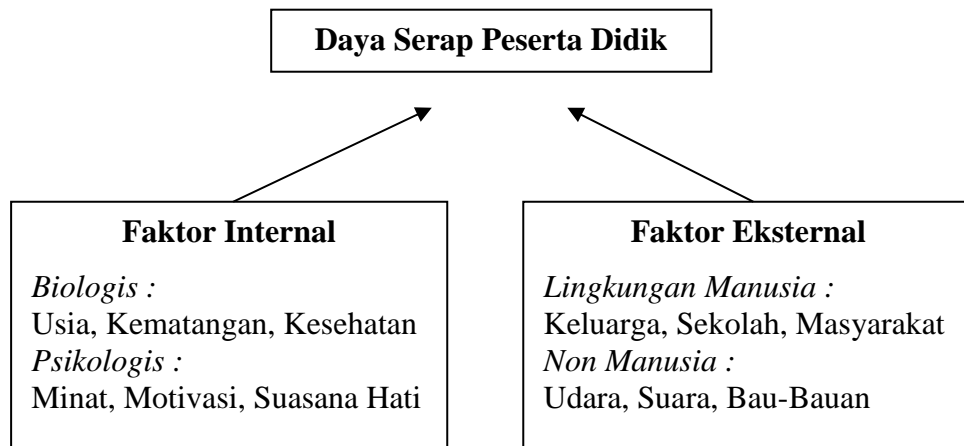 Daya Serap Peserta Didik
Faktor Internal
Biologis :
Usia, Kematangan, Kesehatan
Psikologis :
Minat, Motivasi, Suasana Hati
Faktor Eksternal
Lingkungan Manusia :
Keluarga, Sekolah, Masyarakat
Non Manusia :
Udara, Suara, Bau-Bauan